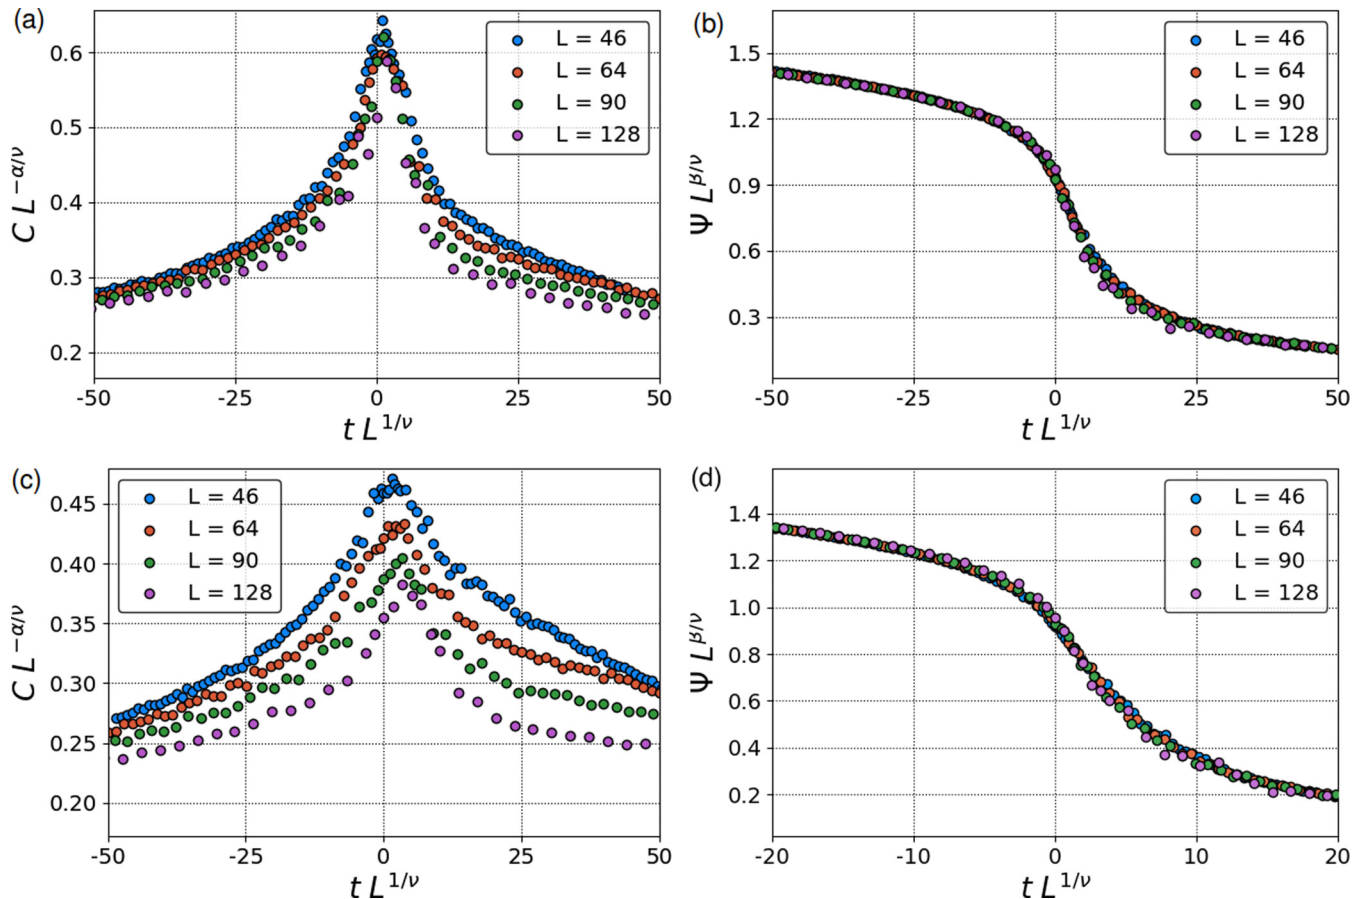 (a)
L = 46
L = 64
L = 90
L = 128
0.6
0.5
0.4
0.3
0.2
C L^{-α/ν}
-50 -25 0 25 50
t L^{1/ν}
(b)
L = 46
L = 64
L = 90
L = 128
1.5
1.2
0.9
0.6
0.3
Ψ L^{β/ν}
-50 -25 0 25 50
t L^{1/ν}
(c)
L = 46
L = 64
L = 90
L = 128
0.45
0.40
0.35
0.30
0.25
0.20
C L^{-α/ν}
-50 -25 0 25 50
t L^{1/ν}
(d)
L = 46
L = 64
L = 90
L = 128
1.4
1.2
1.0
0.8
0.6
0.4
0.2
Ψ L^{β/ν}
-20 -10 0 10 20
t L^{1/ν}